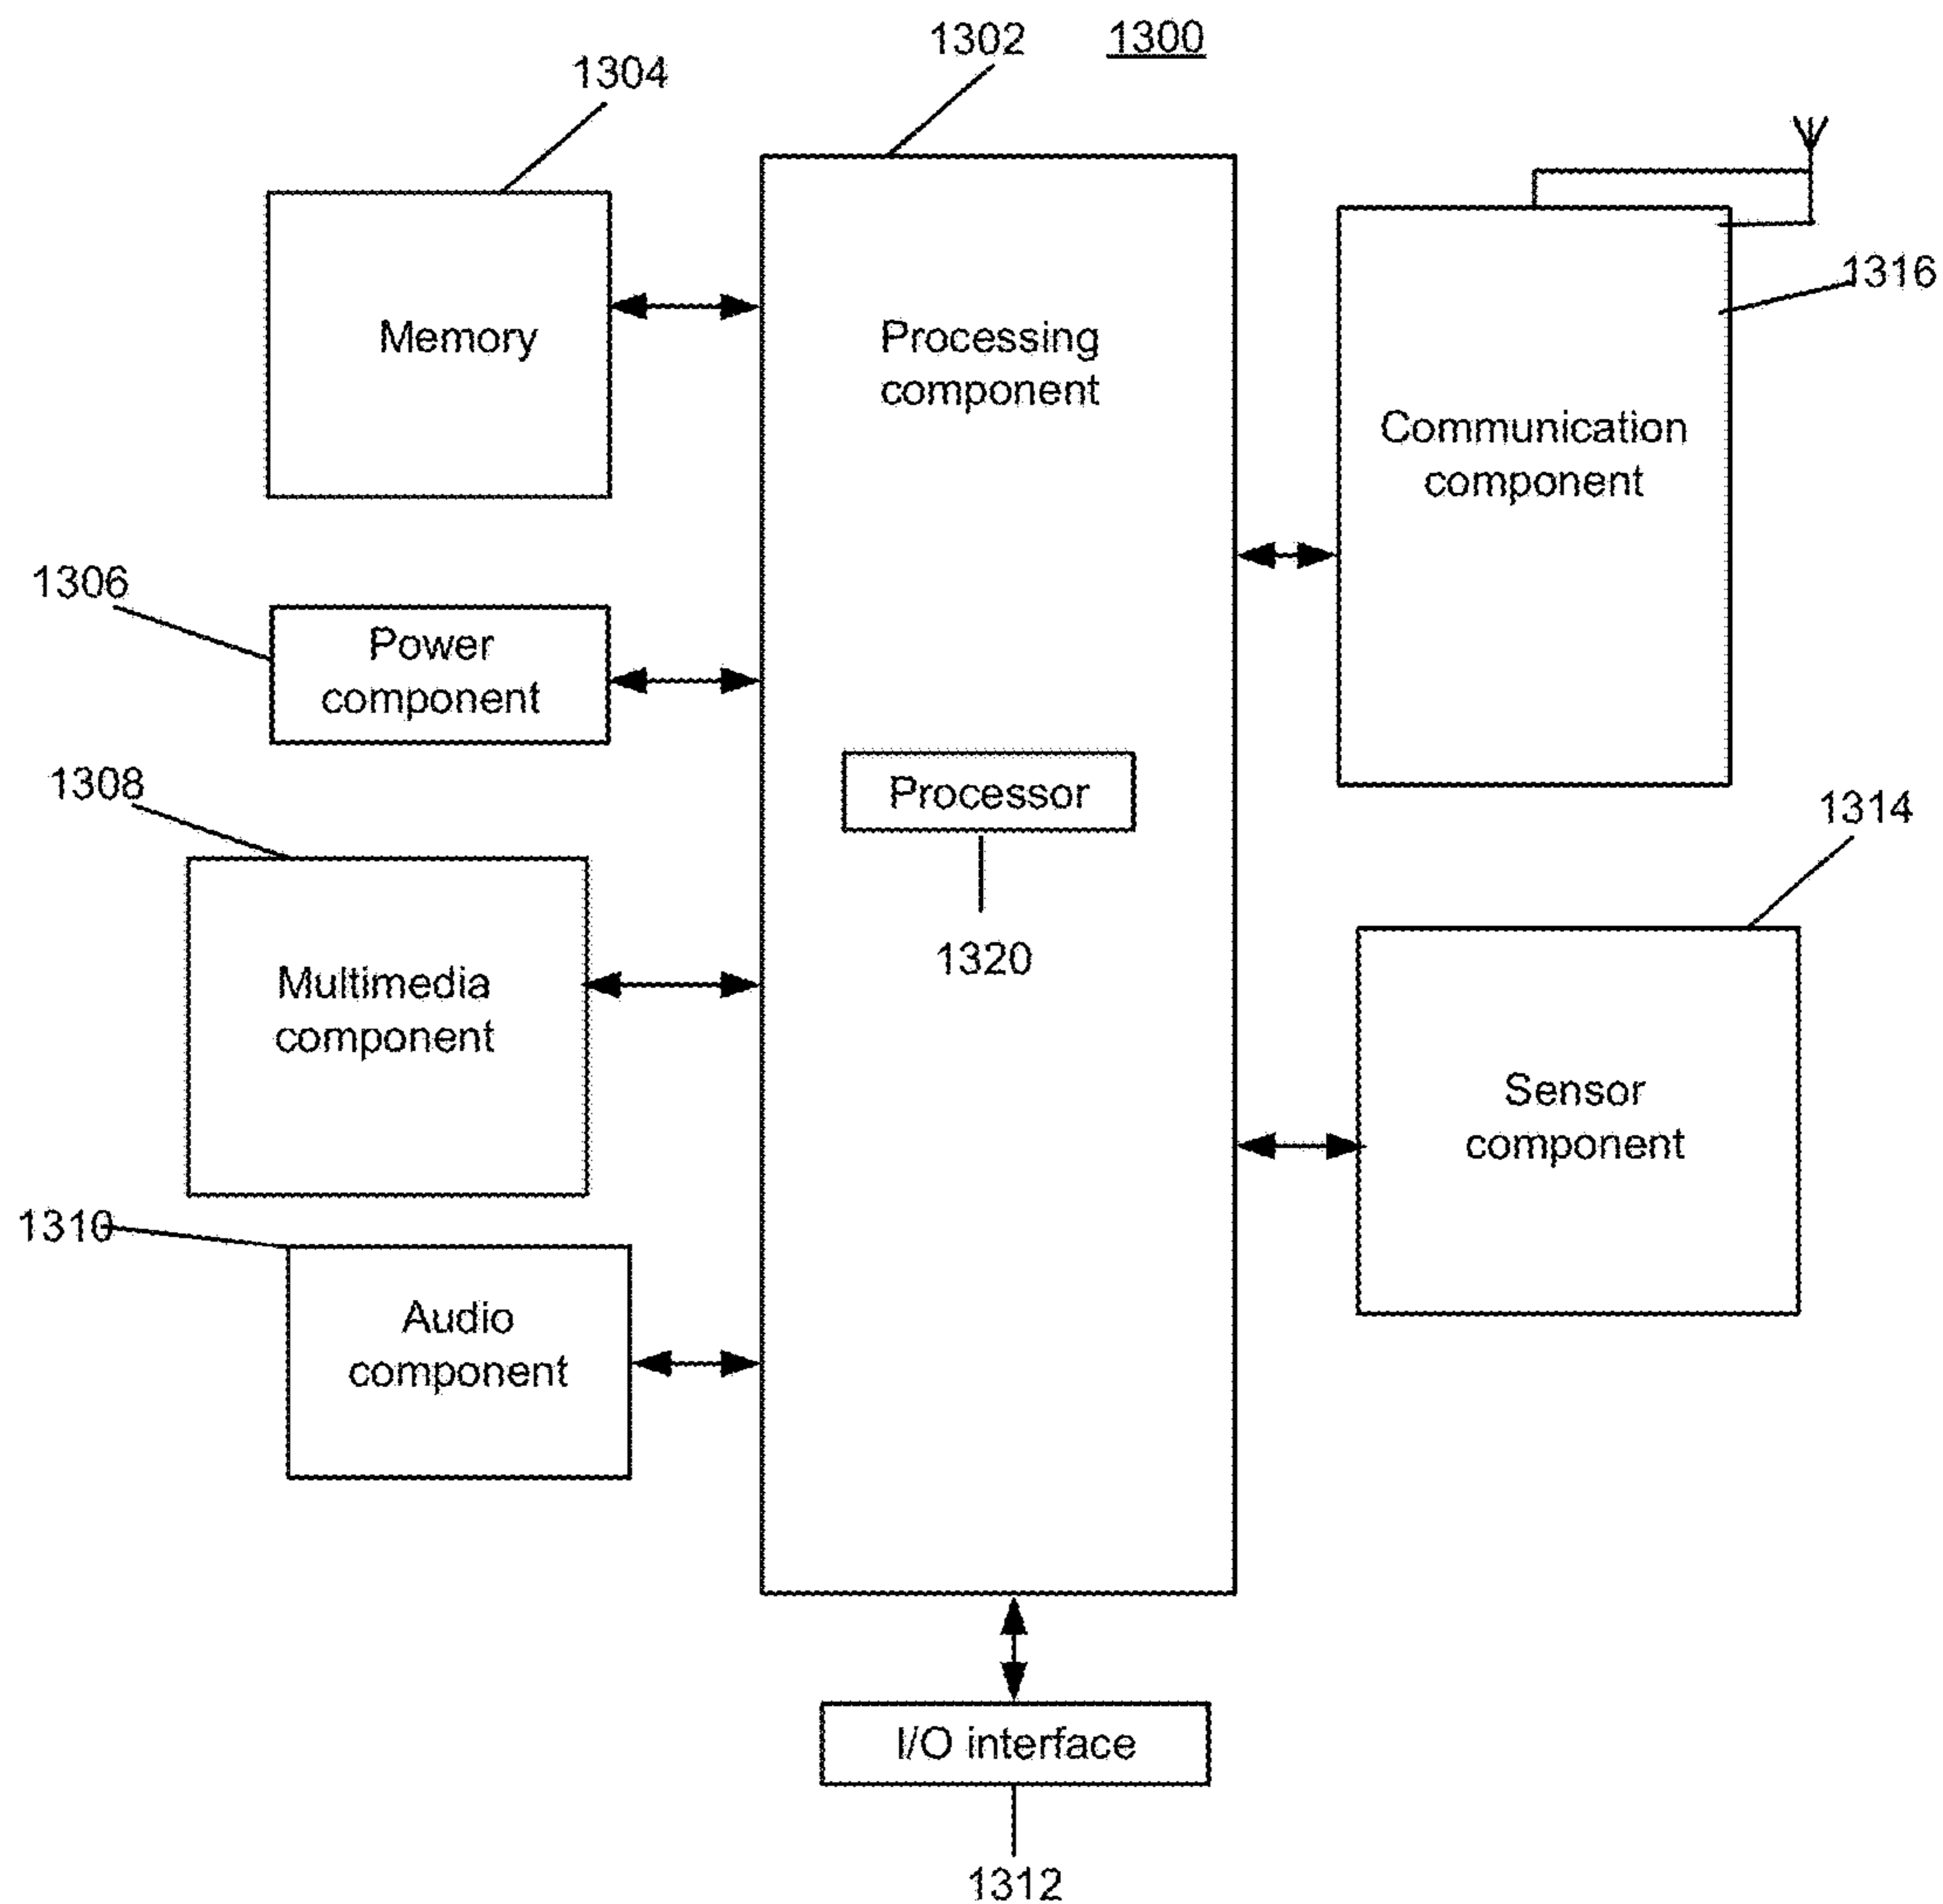 1302
1300
1304
1316
Memory
Processing
component
Communication
component
1306
Power
component
1308
Processor
1314
1320
Multimedia
component
Sensor
component
1310
Audio
component
I/O interface
1312